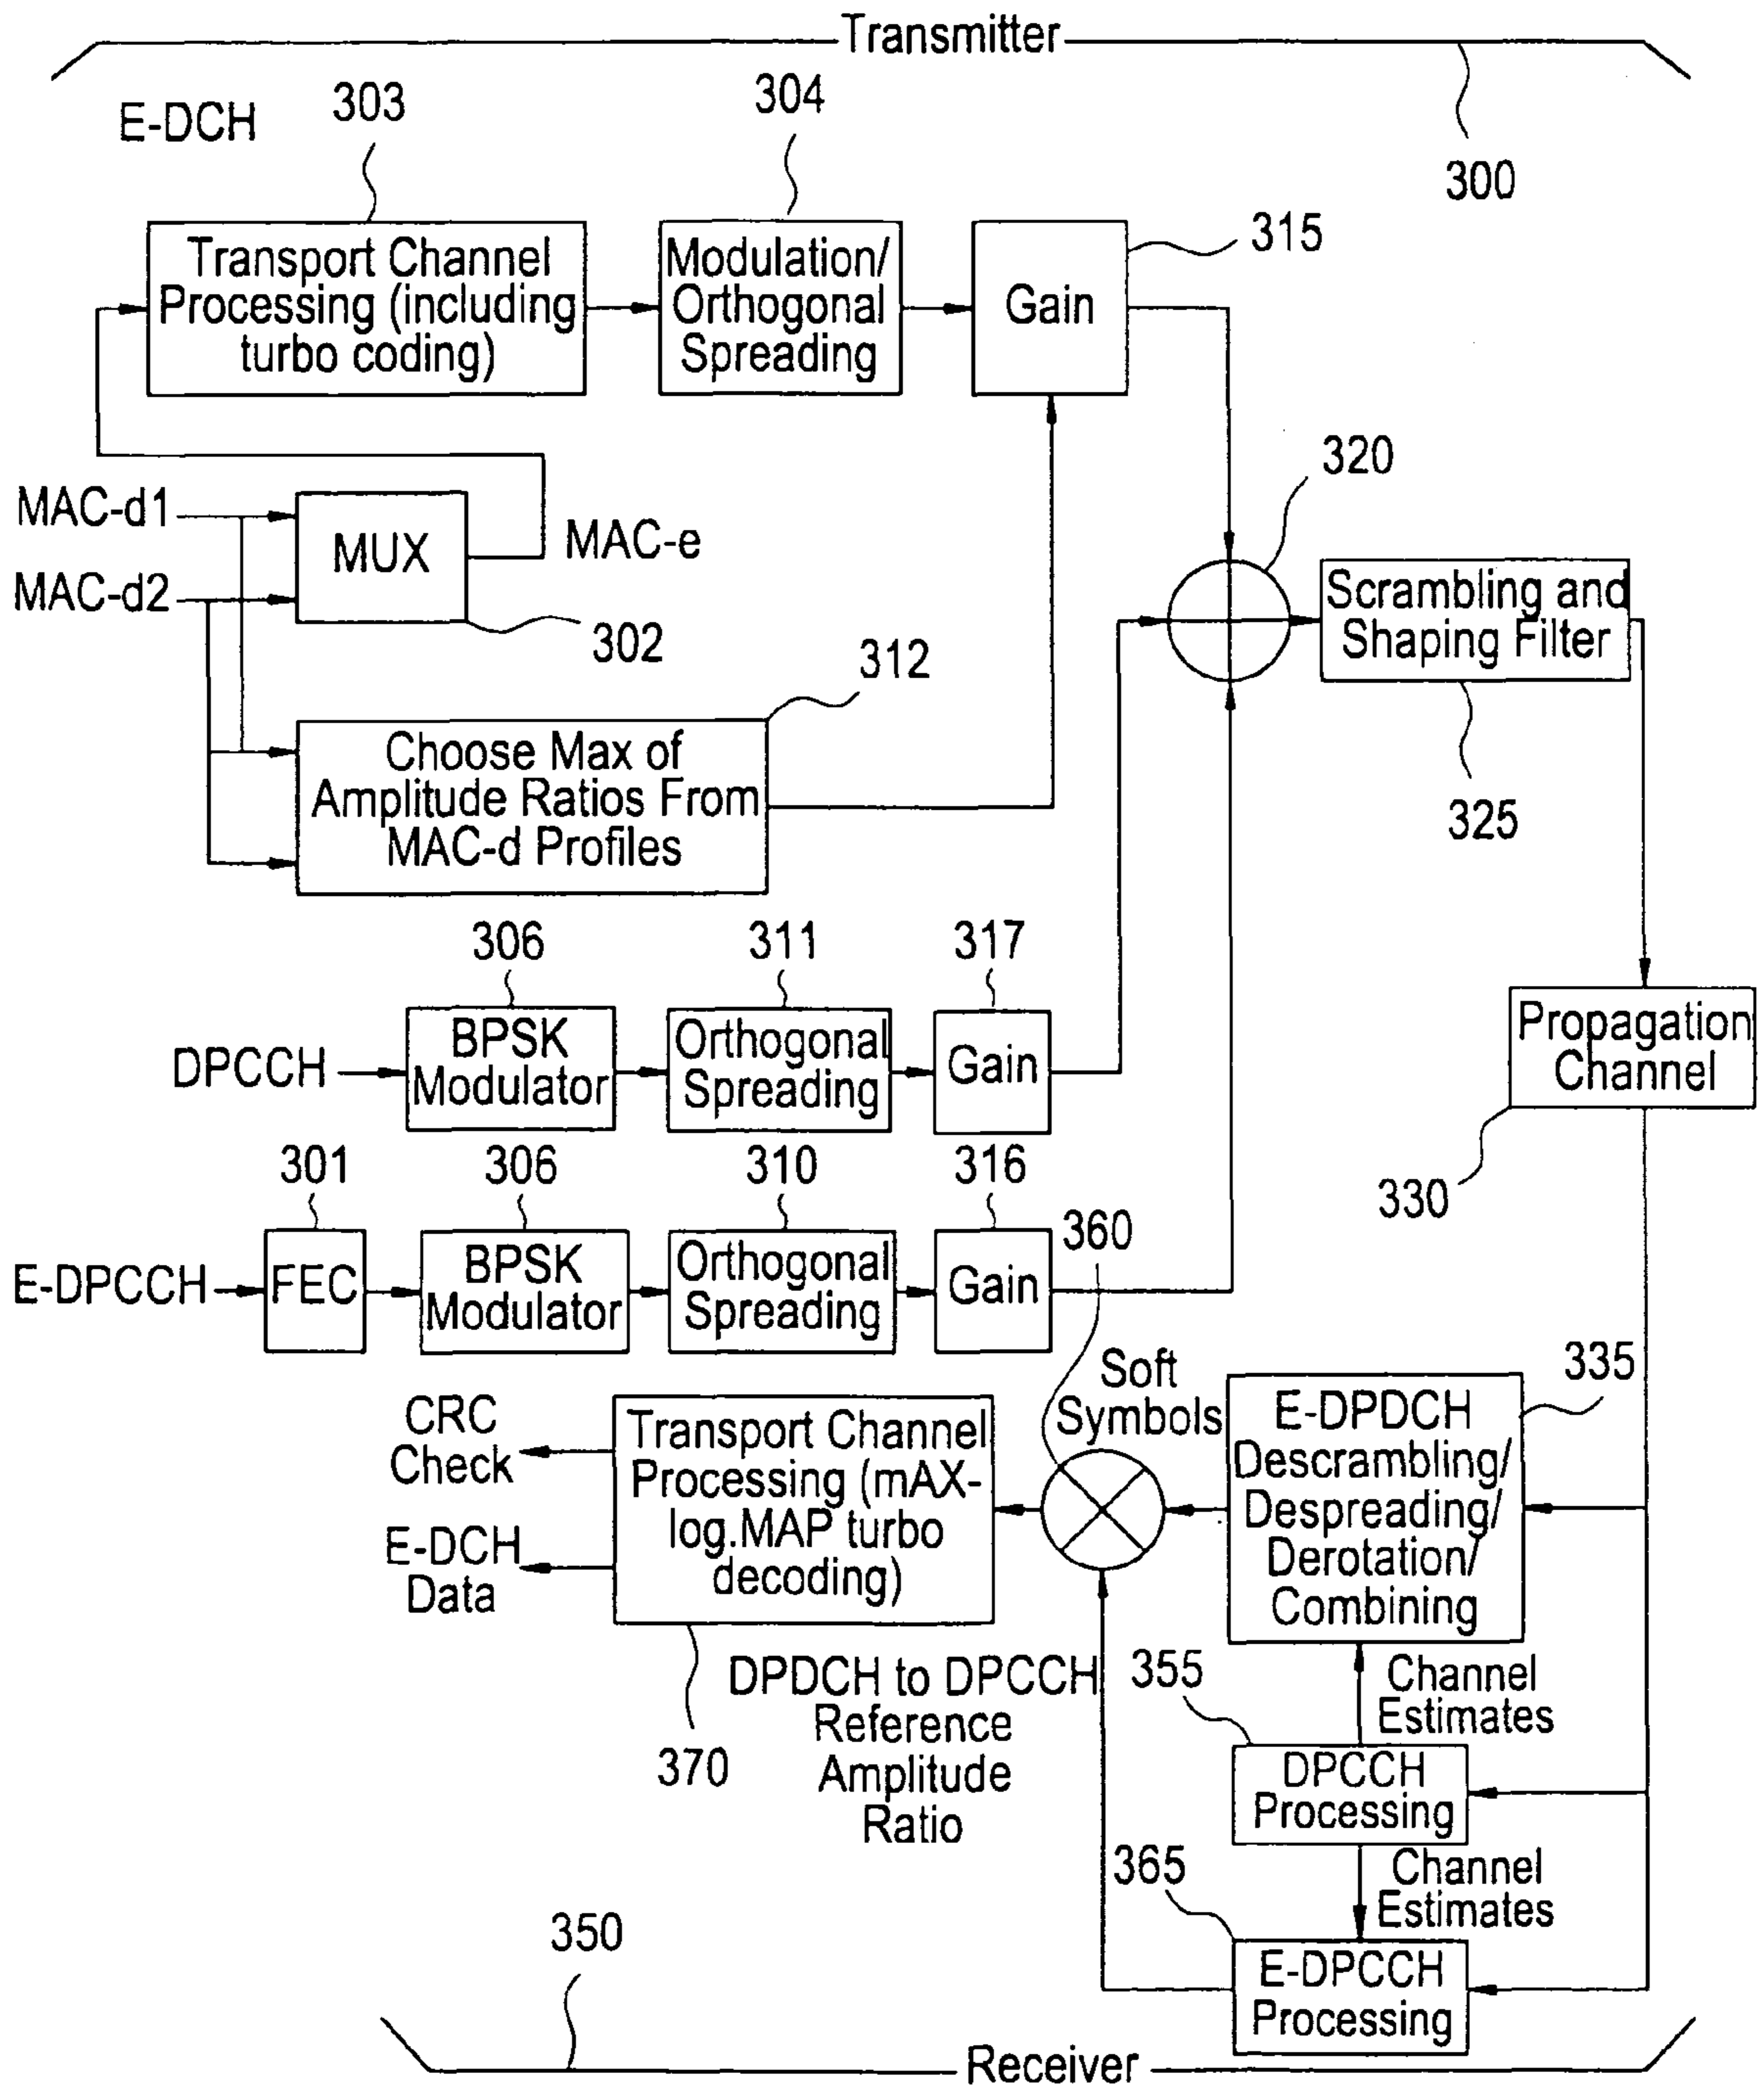 Transmitter
300
E-DCH
303
304
315
Transport Channel
Processing (including
turbo coding)
Modulation/
Orthogonal
Spreading
Gain
320
MAC-d1
MAC-d2
MUX
MAC-e
302
312
Scrambling and
Shaping Filter
325
Choose Max of
Amplitude Ratios From
MAC-d Profiles
306
311
317
DPCCH
BPSK
Modulator
Orthogonal
Spreading
Gain
Propagation
Channel
330
301
306
310
316
360
E-DPCCH
FEC
BPSK
Modulator
Orthogonal
Spreading
Gain
335
CRC
Check
E-DCH
Data
Transport Channel
Processing (mAX-
log.MAP turbo
decoding)
Soft
Symbols
E-DPDCH
Descrambling/
Despreading/
Derotation/
Combining
370
DPDCH to DPCCH
Reference
Amplitude
Ratio
355
Channel
Estimates
DPCCH
Processing
365
Channel
Estimates
E-DPCCH
Processing
350
Receiver